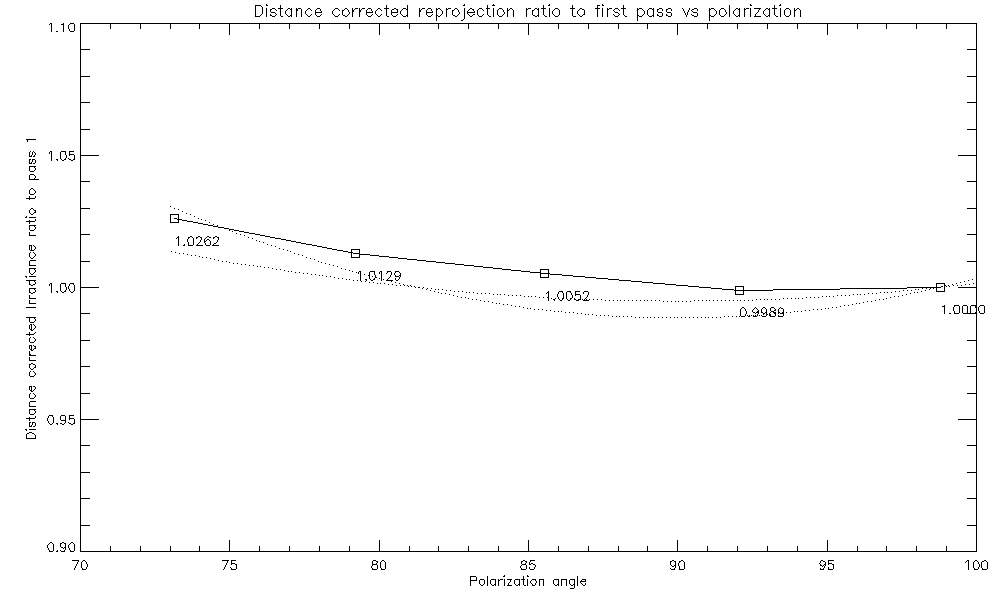 Distance corrected reprojection ratio to first pass vs polarization
1.10
1.05
1.00
0.95
0.90
Distance corrected Irradiance ratio to pass 1
1.0262
1.0129
1.0052
0.9989
1.0000
70 75 80 85 90 95 100
Polarization angle